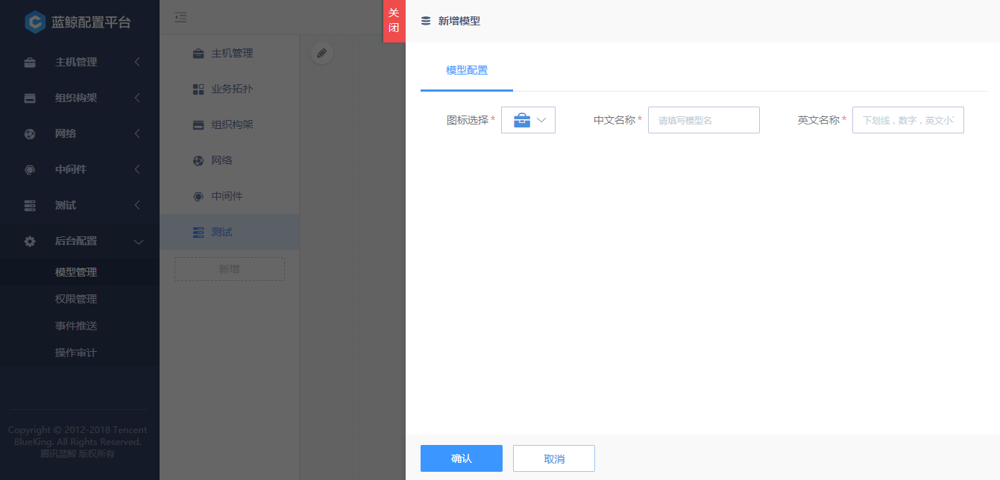 蓝鲸配置平台
主机管理
组织构架
网络
中间件
测试
后台配置
模型管理
权限管理
事件推送
操作审计
Copyright © 2012-2018 Tencent
BlueKing. All Rights Reserved.
腾讯蓝鲸 版权所有
主机管理
业务拓扑
组织构架
网络
中间件
测试
新增
关
闭
新增模型
模型配置
图标选择*
中文名称* 请填写模型名
英文名称* 下划线，数字，英文小
确认
取消